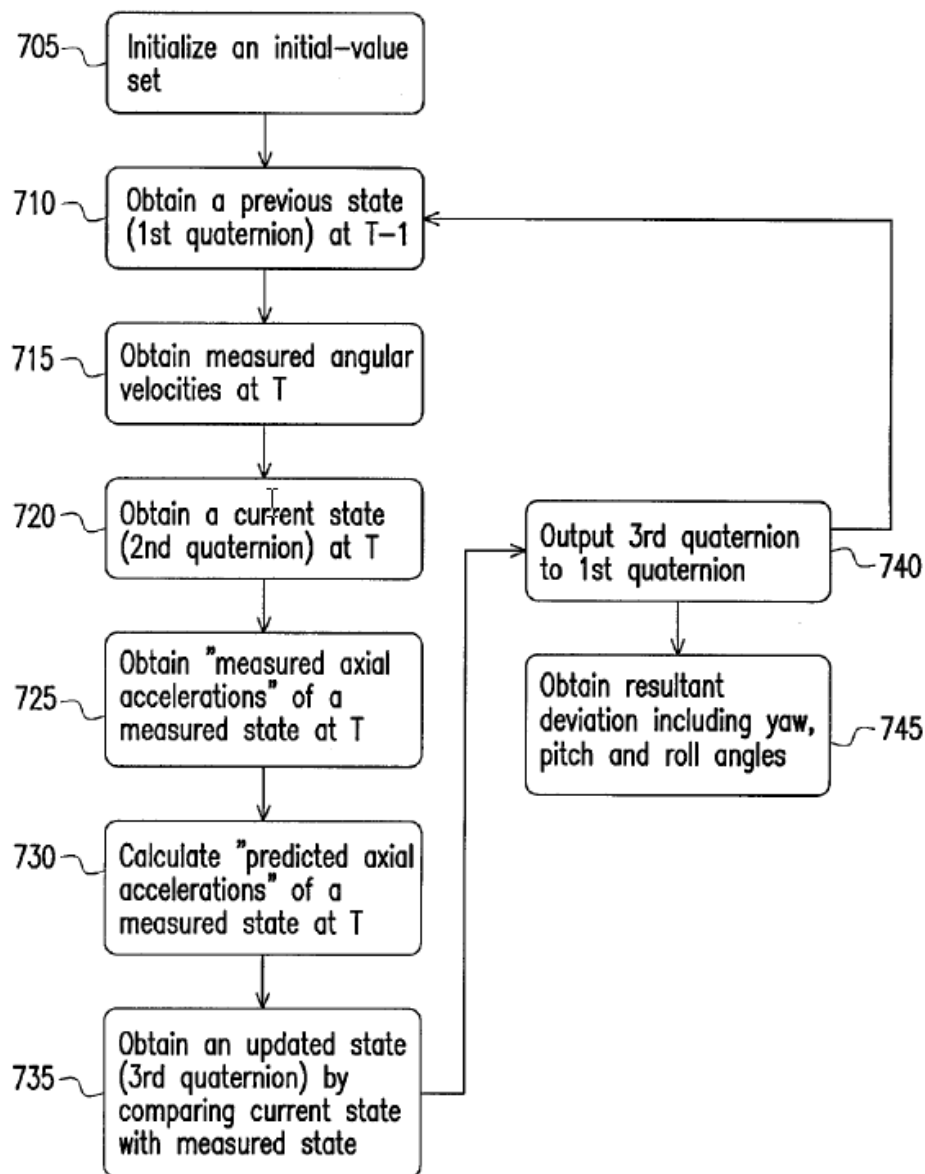 705
Initialize an initial-value
set
710
Obtain a previous state
(1st quaternion) at T-1
715
Obtain measured angular
velocities at T
720
Obtain a current state
(2nd quaternion) at T
725
Obtain "measured axial
accelerations" of a
measured state at T
730
Calculate "predicted axial
accelerations" of a
measured state at T
735
Obtain an updated state
(3rd quaternion) by
comparing current state
with measured state
Output 3rd quaternion
to 1st quaternion
740
Obtain resultant
deviation including yaw,
pitch and roll angles
745